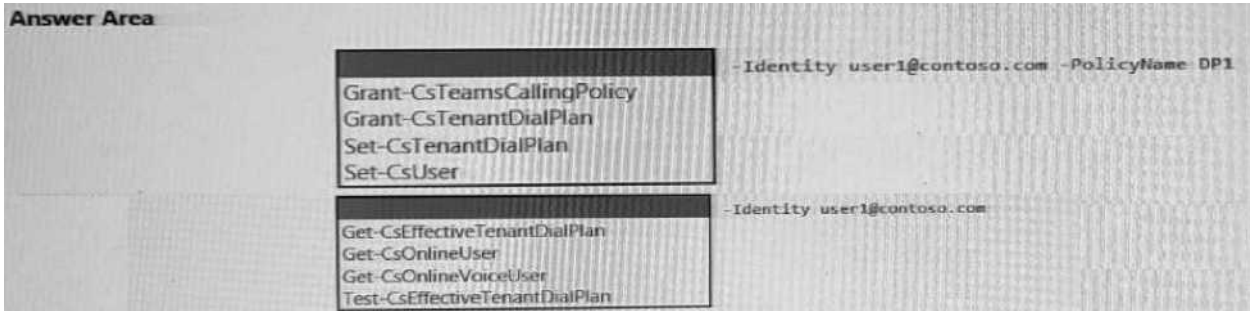 Answer Area
-Identity user1@contoso.com -PolicyName DP1
Grant-CsTeamsCallingPolicy
Grant-CsTenantDialPlan
Set-CsTenantDialPlan
Set-CsUser
-Identity user1@contoso.com
Get-CsEffectiveTenantDialPlan
Get-CsOnlineUser
Get-CsOnlineVoiceUser
Test-CsEffectiveTenantDialPlan